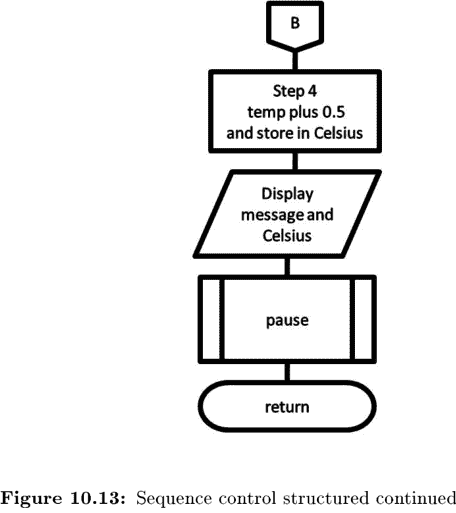 B
Step 4
temp plus 0.5
and store in Celsius
Display
message and
Celsius
pause
return
Figure 10.13: Sequence control structured continued